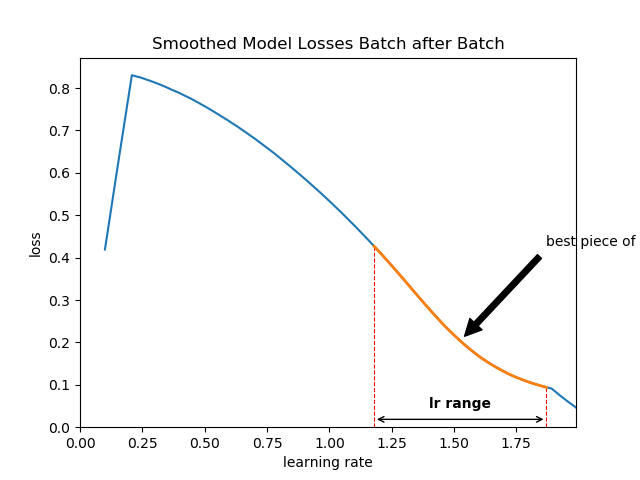 Smoothed Model Losses Batch after Batch
0.8
0.7
0.6
0.5
0.4
0.3
0.2
0.1
0.0
loss
best piece of
lr range
0.00 0.25 0.50 0.75 1.00 1.25 1.50 1.75
learning rate